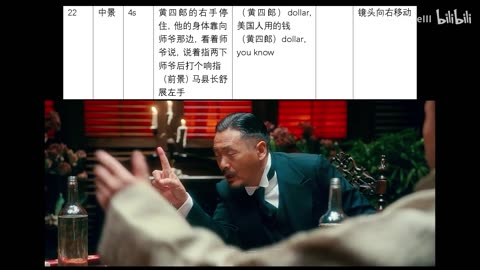 eIII bilibili
22 中景 4s 黄四郎的右手停 （黄四郎）dollar, 镜头向右移动
住，他的身体靠向 美国人用的钱
师爷那边，看着师 （黄四郎）dollar,
爷说，说着指两下 you know
师爷后打个响指
（前景）马县长舒
展左手